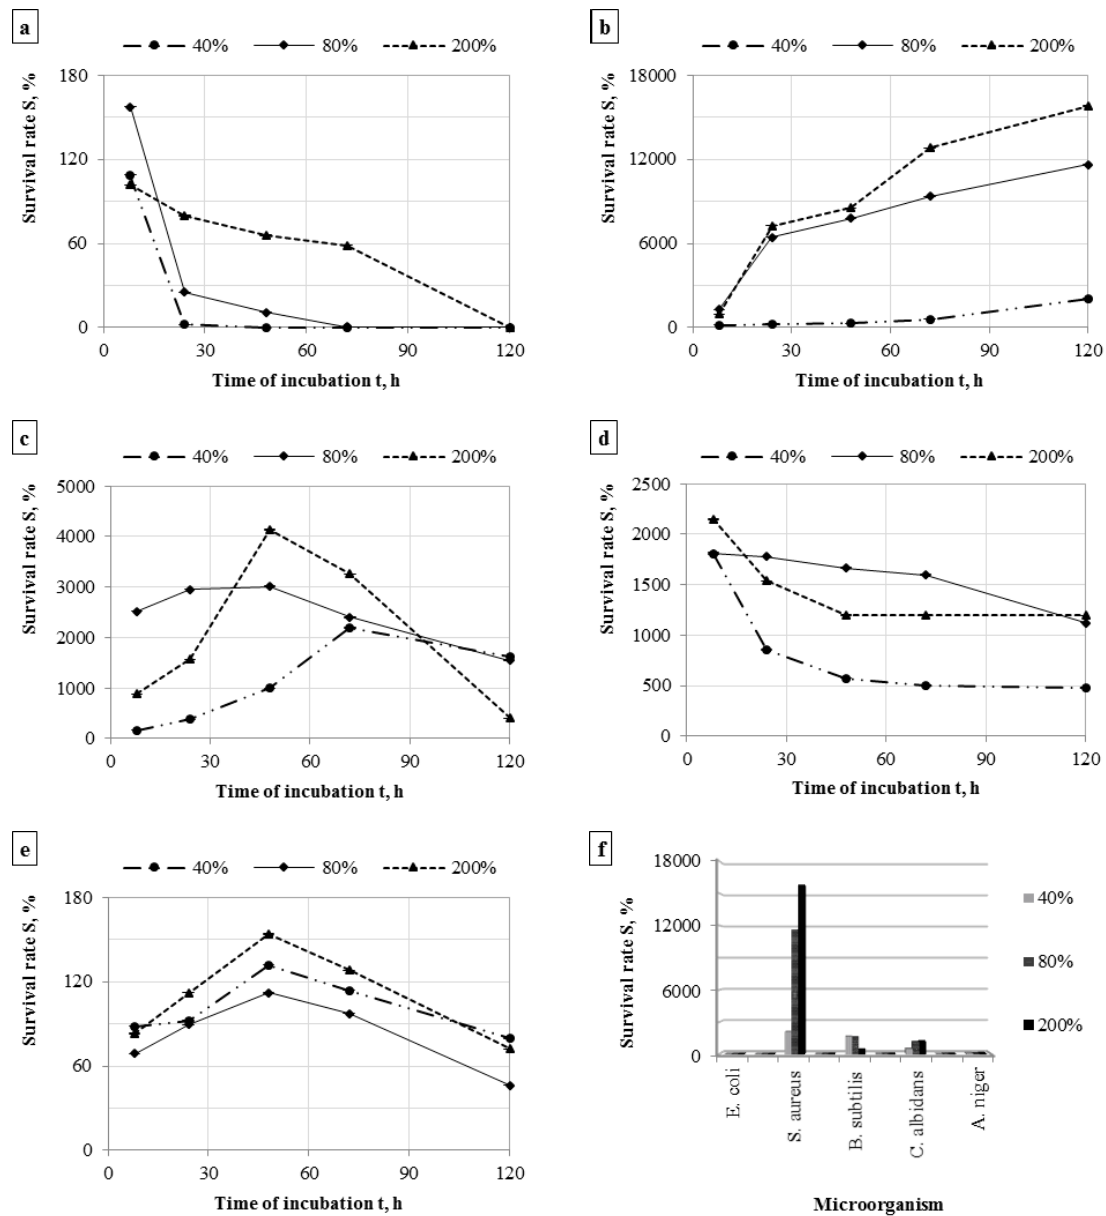 a
40% 80% 200%
Survival rate S, %
180
120
60
0
0 30 60 90 120
Time of incubation t, h
b
40% 80% 200%
Survival rate S, %
18000
12000
6000
0
0 30 60 90 120
Time of incubation t, h
c
40% 80% 200%
Survival rate S, %
5000
4000
3000
2000
1000
0
0 30 60 90 120
Time of incubation t, h
d
40% 80% 200%
Survival rate S, %
2500
2000
1500
1000
500
0
0 30 60 90 120
Time of incubation t, h
e
40% 80% 200%
Survival rate S, %
180
120
60
0
0 30 60 90 120
Time of incubation t, h
f
Survival rate S, %
18000
12000
6000
0
E. coli
S. aureus
B. subtilis
C. albidans
A. niger
40%
80%
200%
Microorganism